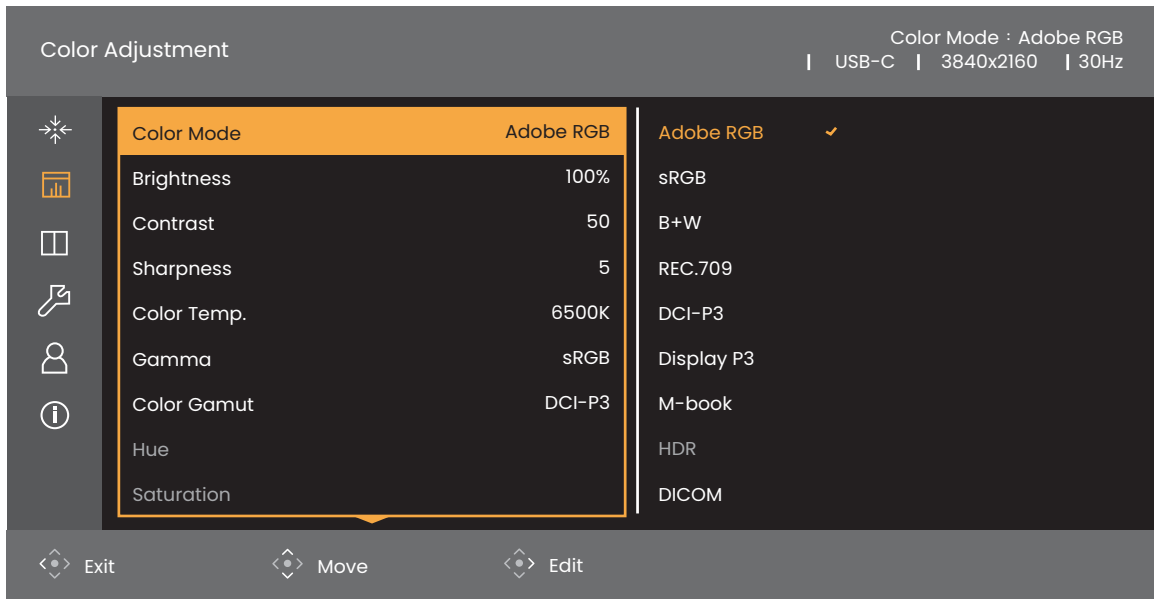 Color Adjustment
Color Mode : Adobe RGB
| USB-C | 3840x2160 | 30Hz
Color Mode Adobe RGB
Brightness 100%
Contrast 50
Sharpness 5
Color Temp. 6500K
Gamma sRGB
Color Gamut DCI-P3
Hue
Saturation
Adobe RGB
sRGB
B+W
REC.709
DCI-P3
Display P3
M-book
HDR
DICOM
Exit Move Edit